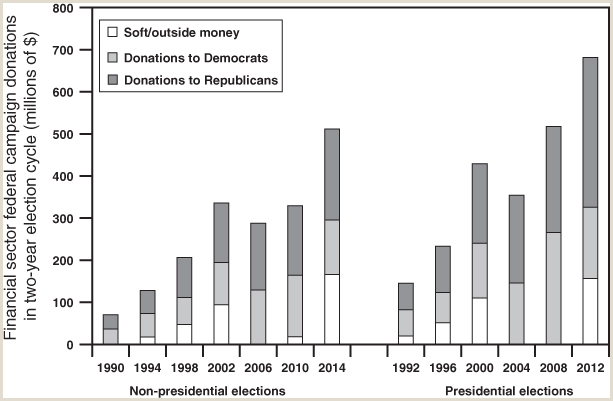 Financial sector federal campaign donations
in two-year election cycle (millions of $)
800
700
600
500
400
300
200
100
0
Soft/outside money
Donations to Democrats
Donations to Republicans
1990 1994 1998 2002 2006 2010 2014 1992 1996 2000 2004 2008 2012
Non-presidential elections Presidential elections